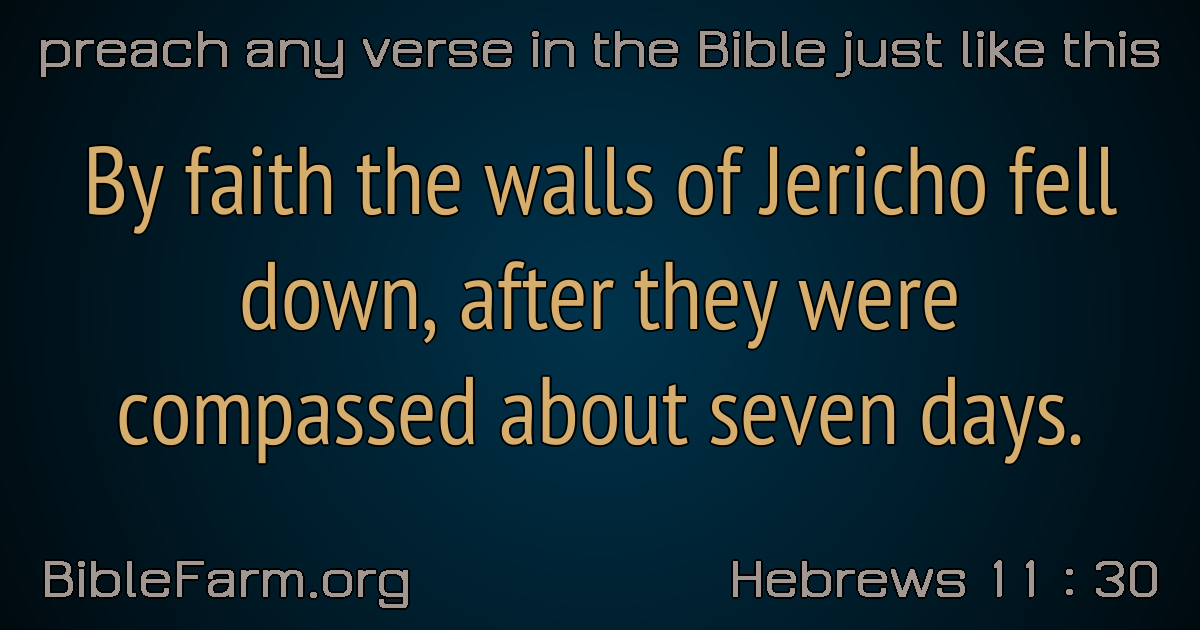 preach any verse in the Bible just like this
By faith the walls of Jericho fell
down, after they were
compassed about seven days.
BibleFarm.org
Hebrews 11 : 30